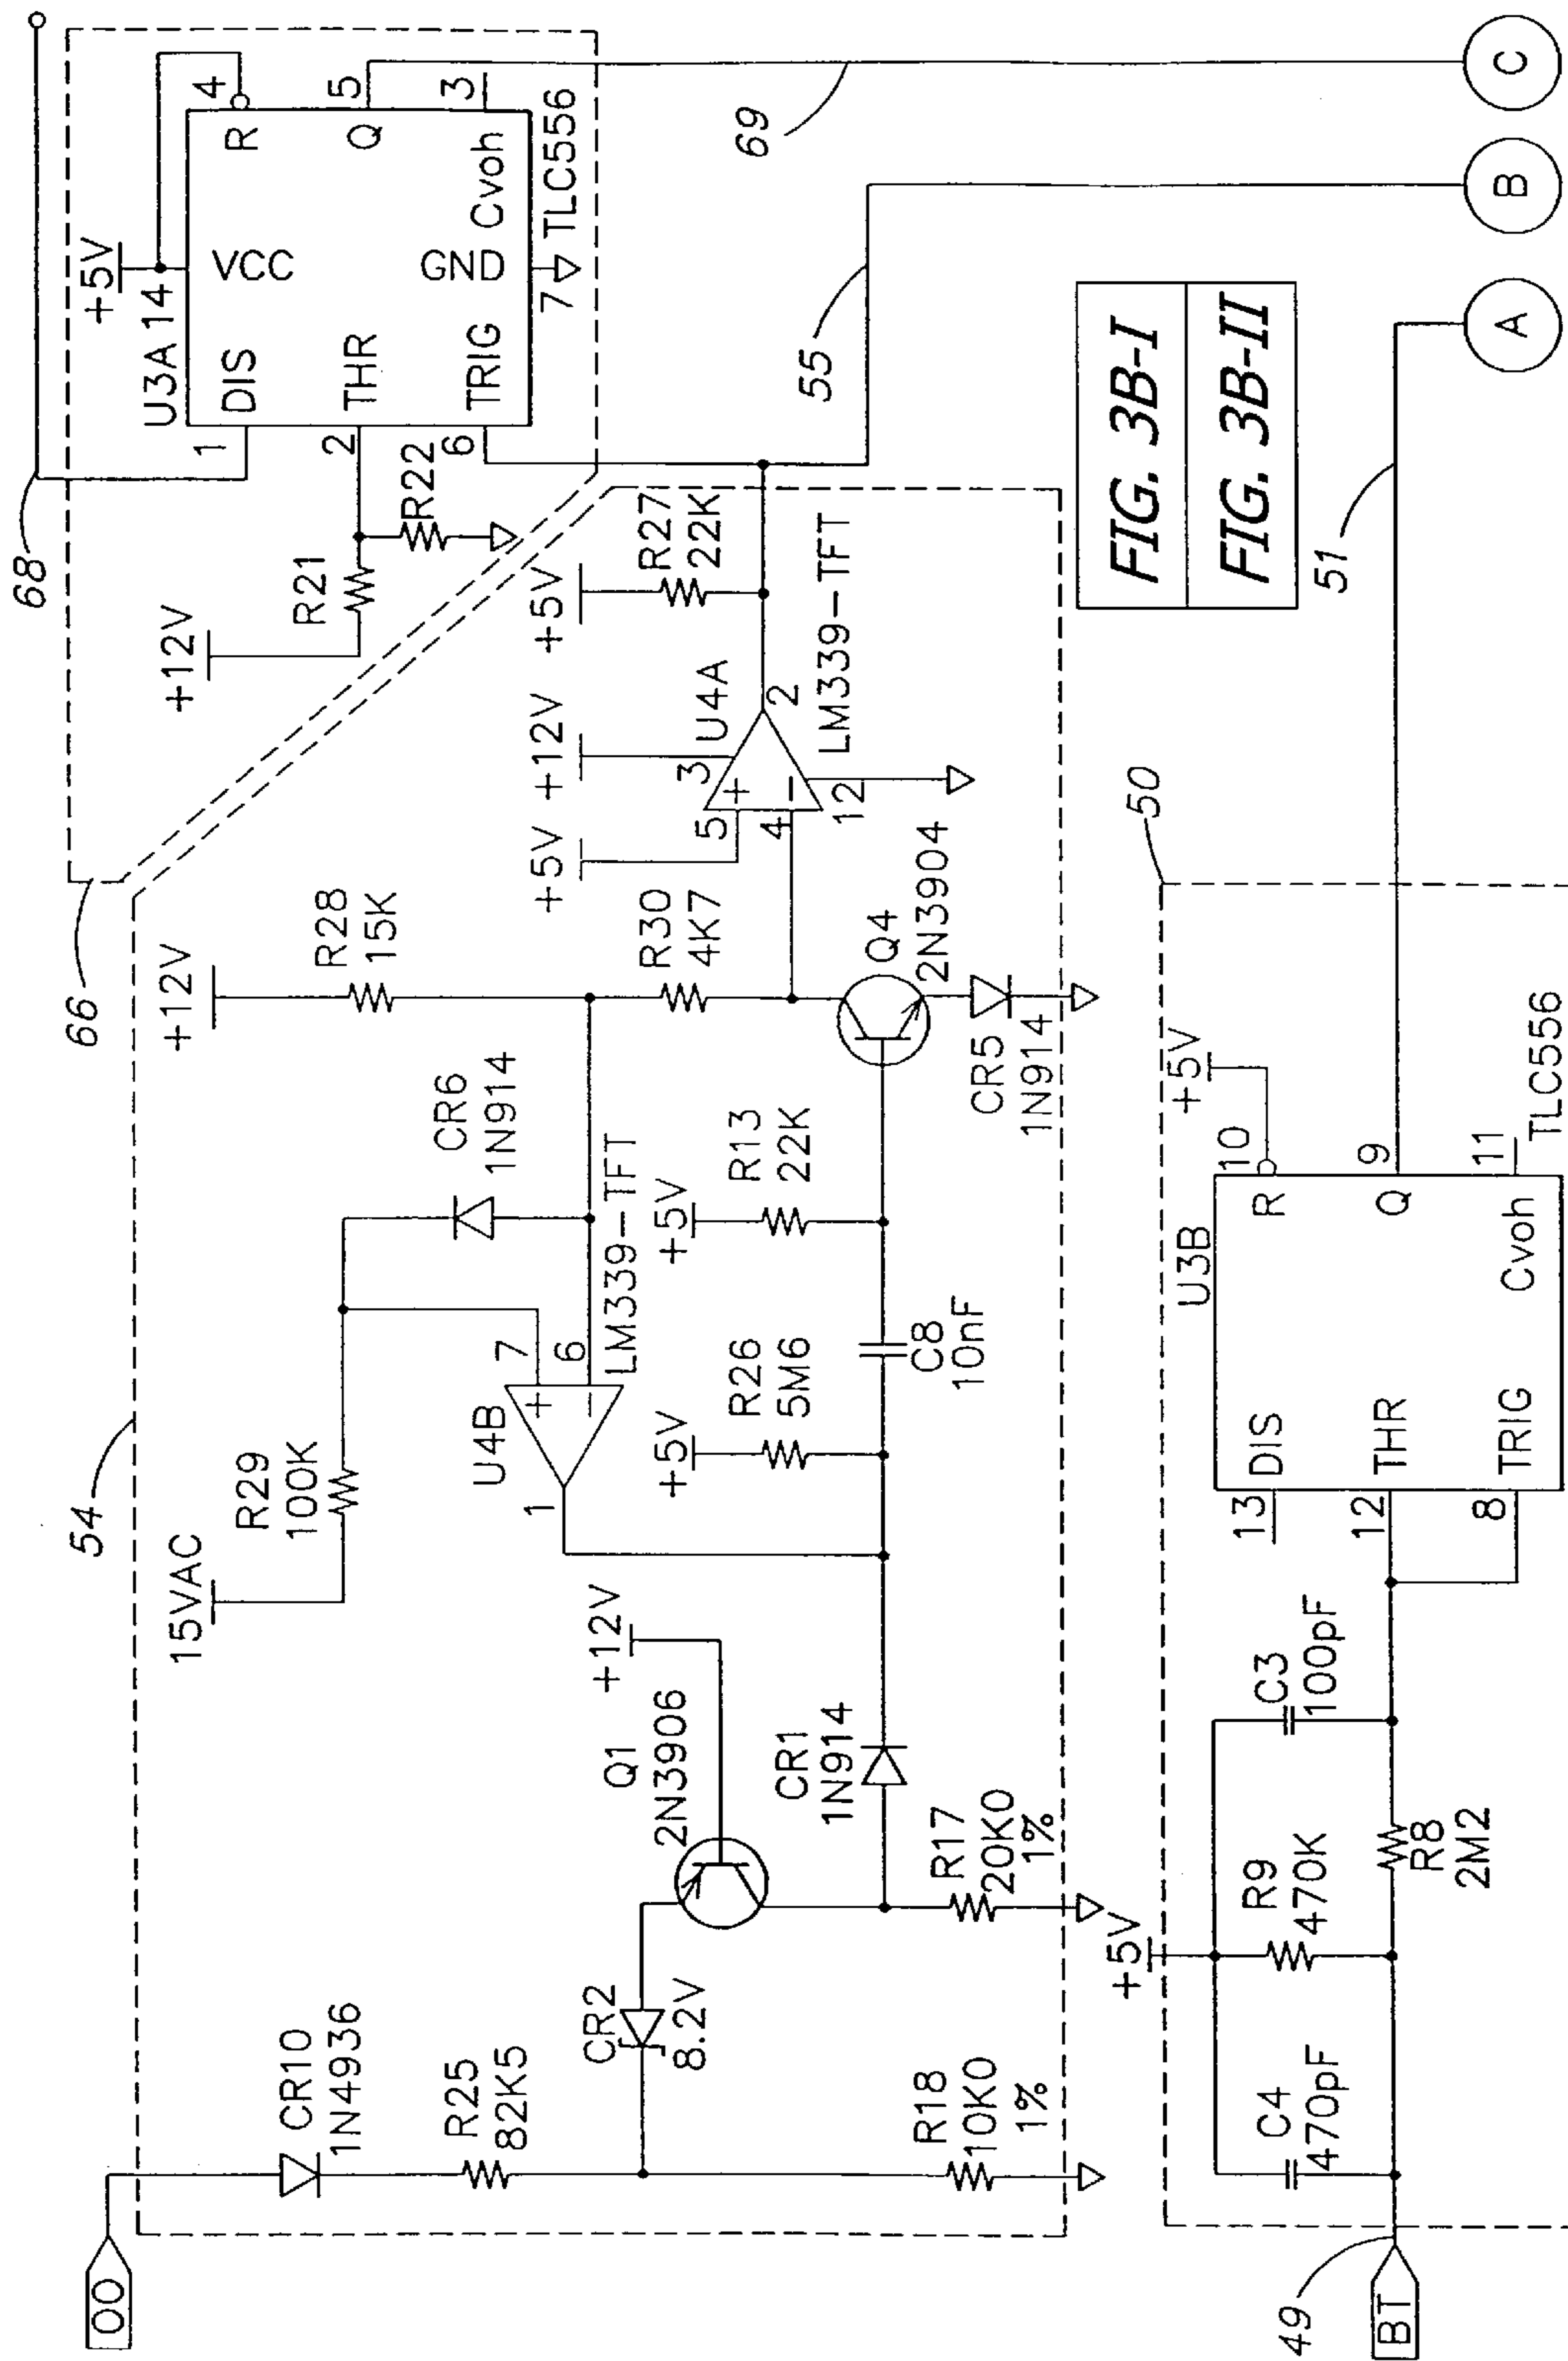 68
66
54
+12V
R21
R22
U3A
14
+5V
VCC
DIS
THR
TRIG
R
Q
Cvoh
GND
1
2
6
4
5
3
7
TLC556
69
55
51
C
B
A
FIG. 3B-I
FIG. 3B-II
OO
CR10
1N4936
R25
82K5
R18
10K0
1%
CR2
8.2V
Q1
2N3906
+12V
CR1
1N914
R17
20K0
1%
15VAC
R29
100K
U4B
7
6
1
+
−
LM339-TFT
CR6
1N914
+12V
R28
15K
R30
4K7
+5V
R26
5M6
C8
10nF
+5V
R13
22K
Q4
2N3904
CR5
1N914
+5V
+12V
+5V
R27
22K
U4A
5
4
3
12
2
+
−
LM339-TFT
50
49
BT
+5V
C4
470pF
R9
470K
R8
2M2
C3
100pF
U3B
13
12
8
DIS
THR
TRIG
R
Q
Cvoh
10
9
11
+5V
TLC556